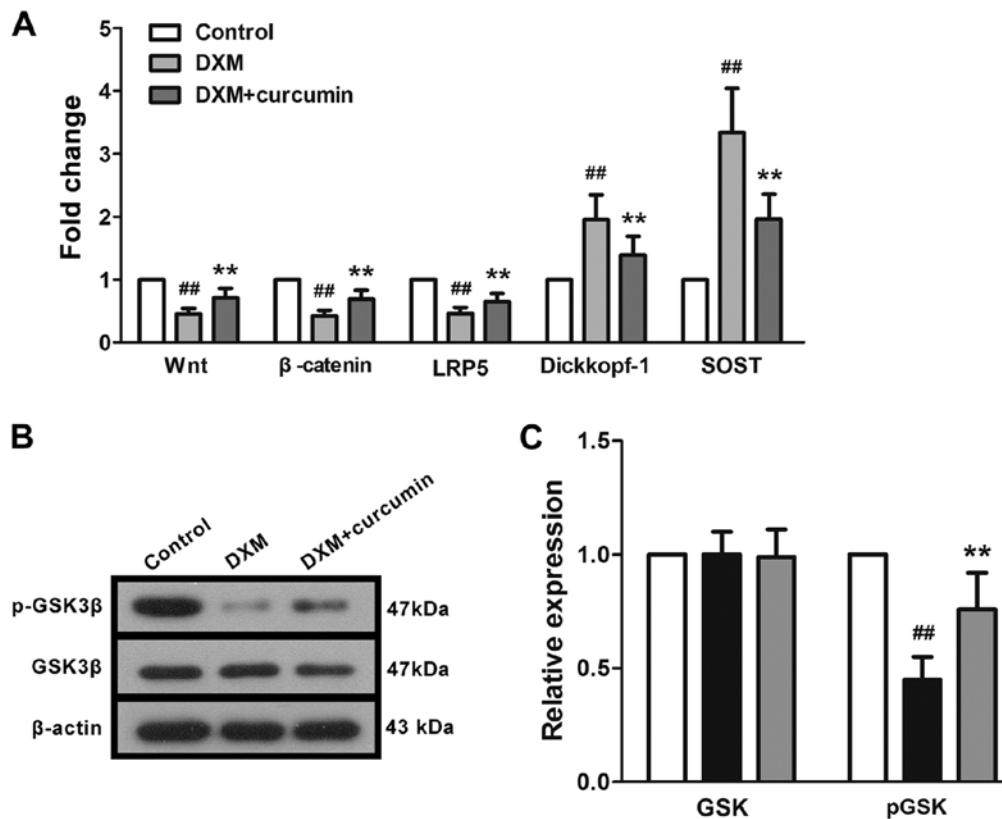 A
Fold change
5
4
3
2
1
0
Control
DXM
DXM+curcumin
## ** ## ** ## ** ## ** ## **
Wnt β-catenin LRP5 Dickkopf-1 SOST
B
Control DXM DXM+curcumin
p-GSK3β 47kDa
GSK3β 47kDa
β-actin 43 kDa
C
Relative expression
1.5
1.0
0.5
0.0
## **
GSK pGSK